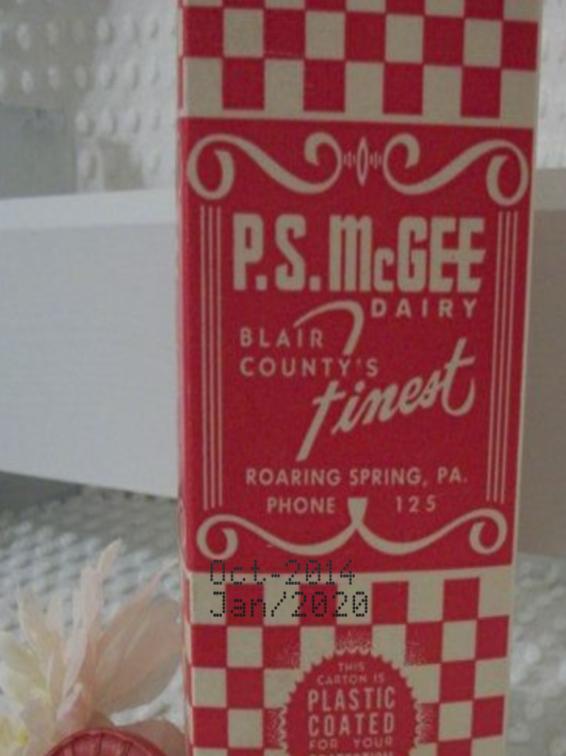 P.S. McGEE
DAIRY
BLAIR
COUNTY'S
Finest
ROARING SPRING, PA.
PHONE 125
Oct-2014
Jan/2020
THIS
CARTON IS
PLASTIC
COATED
FOR YOUR